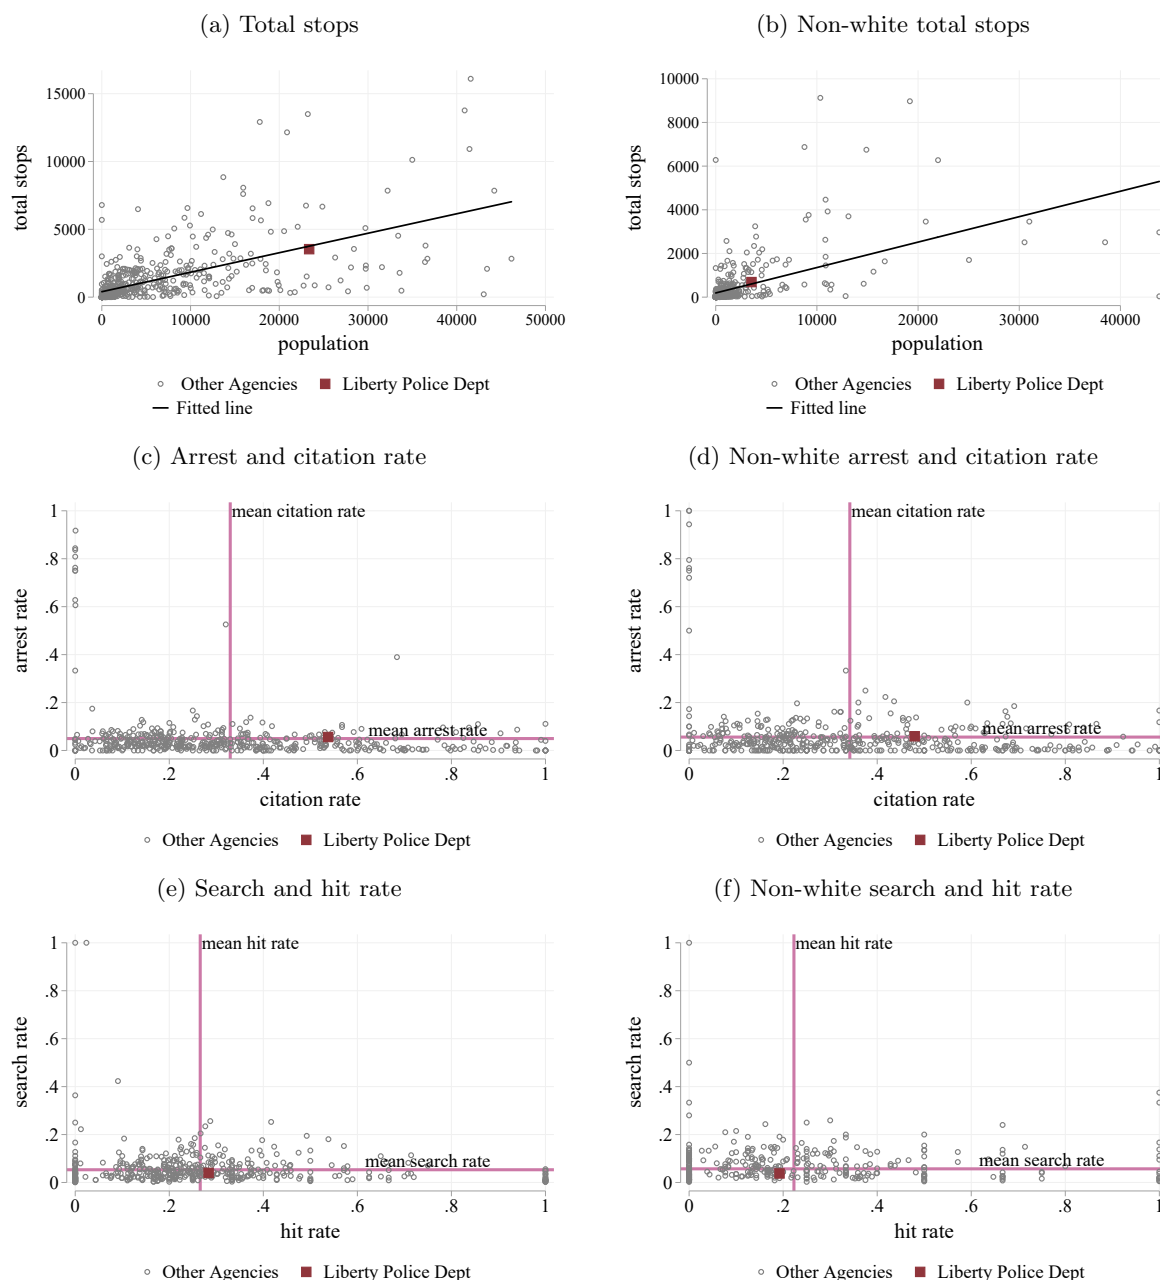 (a) Total stops
(b) Non-white total stops
total stops
15000
10000
5000
0
0 10000 20000 30000 40000 50000
population
Other Agencies Liberty Police Dept
Fitted line
total stops
10000
8000
6000
4000
2000
0
0 10000 20000 30000 40000
population
Other Agencies Liberty Police Dept
Fitted line
(c) Arrest and citation rate
(d) Non-white arrest and citation rate
arrest rate
1
.8
.6
.4
.2
0
mean citation rate
mean arrest rate
0 .2 .4 .6 .8 1
citation rate
Other Agencies Liberty Police Dept
arrest rate
1
.8
.6
.4
.2
0
mean citation rate
mean arrest rate
0 .2 .4 .6 .8 1
citation rate
Other Agencies Liberty Police Dept
(e) Search and hit rate
(f) Non-white search and hit rate
search rate
1
.8
.6
.4
.2
0
mean hit rate
mean search rate
0 .2 .4 .6 .8 1
hit rate
Other Agencies Liberty Police Dept
search rate
1
.8
.6
.4
.2
0
mean hit rate
mean search rate
0 .2 .4 .6 .8 1
hit rate
Other Agencies Liberty Police Dept